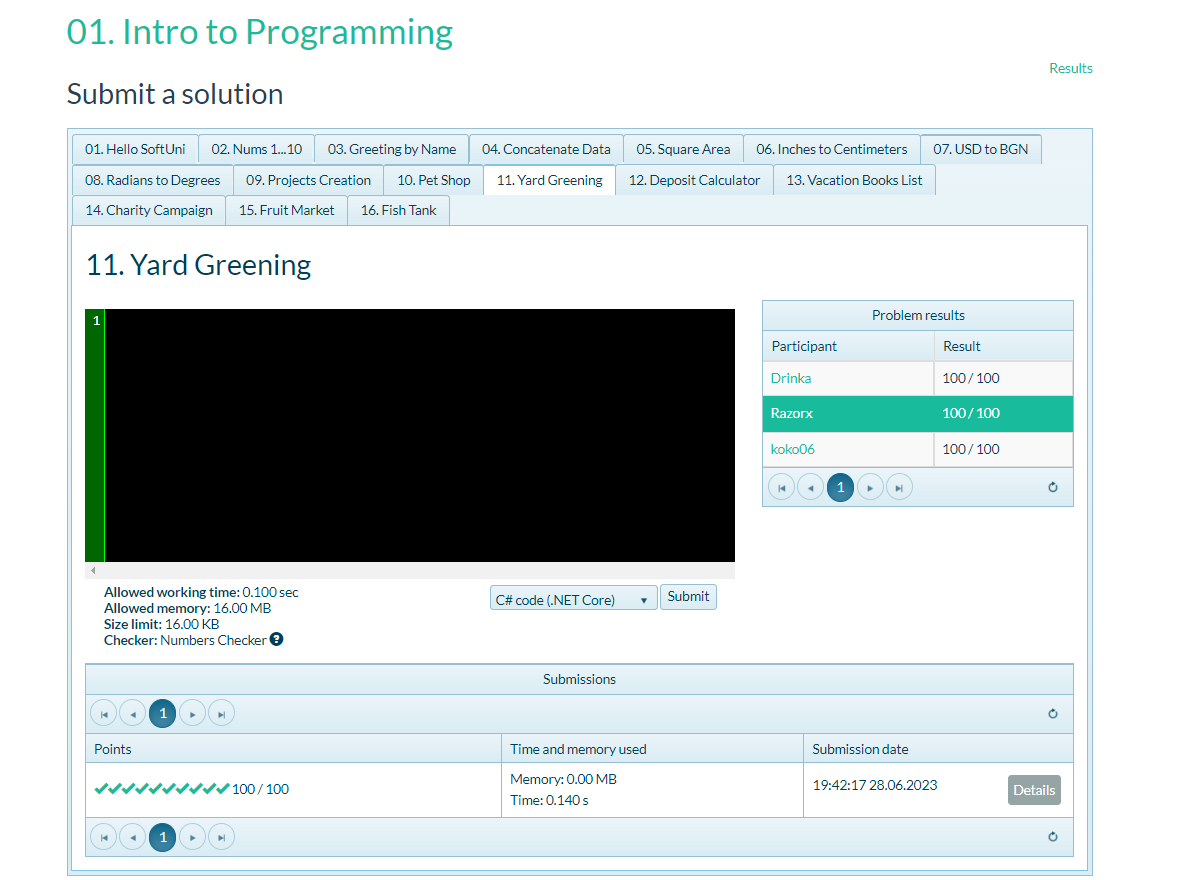 01. Intro to Programming
Results
Submit a solution
01. Hello SoftUni 02. Nums 1...10 03. Greeting by Name 04. Concatenate Data 05. Square Area 06. Inches to Centimeters 07. USD to BGN
08. Radians to Degrees 09. Projects Creation 10. Pet Shop 11. Yard Greening 12. Deposit Calculator 13. Vacation Books List
14. Charity Campaign 15. Fruit Market 16. Fish Tank
11. Yard Greening
1
Problem results
Participant Result
Drinka 100 / 100
Razorx 100 / 100
koko06 100 / 100
1
Allowed working time: 0.100 sec
Allowed memory: 16.00 MB
Size limit: 16.00 KB
Checker: Numbers Checker ?
C# code (.NET Core) Submit
Submissions
1
Points Time and memory used Submission date
100 / 100 Memory: 0.00 MB 19:42:17 28.06.2023 Details
Time: 0.140 s
1